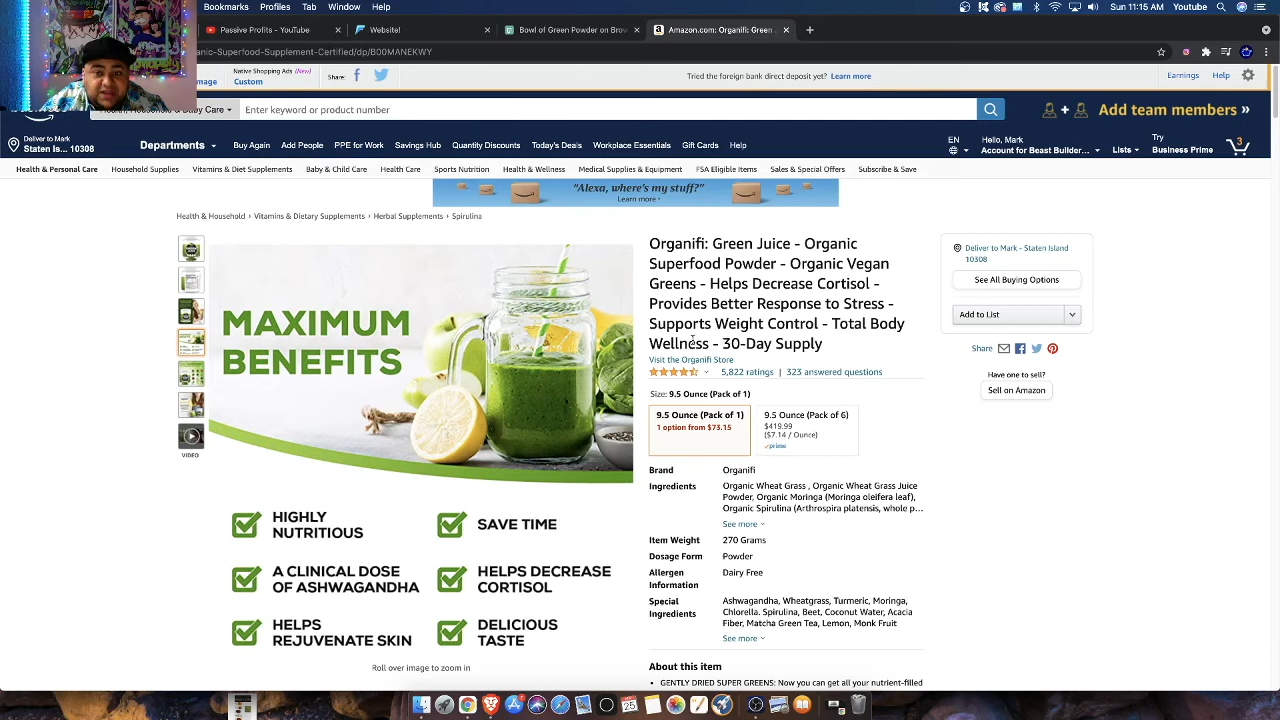 Bookmarks Profiles Tab Window Help
Sun 11:15 AM Youtube
Passive Profits - YouTube
Website!
Bowl of Green Powder on Brow
Amazon.com: Organifi: Green J
anic-Superfood-Supplement-Certified/dp/B00MANEKWY
mage
Native Shopping Ads (New)
Custom
Share:
Tried the foreign bank direct deposit yet? Learn more
Earnings Help
Health, Household & Baby Care
Enter keyword or product number
Add team members »
Deliver to Mark
Staten Is... 10308
Departments
Buy Again
Add People
PPE for Work
Savings Hub
Quantity Discounts
Today's Deals
Workplace Essentials
Gift Cards
Help
EN
Hello, Mark
Account for Beast Builder...
Lists
Try
Business Prime
3
Health & Personal Care
Household Supplies
Vitamins & Diet Supplements
Baby & Child Care
Health Care
Sports Nutrition
Health & Wellness
Medical Supplies & Equipment
FSA Eligible Items
Sales & Special Offers
Subscribe & Save
"Alexa, where's my stuff?"
Learn more ›
Health & Household › Vitamins & Dietary Supplements › Herbal Supplements › Spirulina
MAXIMUM
BENEFITS
HIGHLY
NUTRITIOUS
SAVE TIME
A CLINICAL DOSE
OF ASHWAGANDHA
HELPS DECREASE
CORTISOL
HELPS
REJUVENATE SKIN
DELICIOUS
TASTE
VIDEO
Roll over image to zoom in
Organifi: Green Juice - Organic
Superfood Powder - Organic Vegan
Greens - Helps Decrease Cortisol -
Provides Better Response to Stress -
Supports Weight Control - Total Body
Wellness - 30-Day Supply
Visit the Organifi Store
5,822 ratings | 323 answered questions
Size: 9.5 Ounce (Pack of 1)
9.5 Ounce (Pack of 1)
1 option from $73.15
9.5 Ounce (Pack of 6)
$419.99
($7.14 / Ounce)
prime
Brand Organifi
Ingredients Organic Wheat Grass , Organic Wheat Grass Juice
Powder, Organic Moringa (Moringa oleifera leaf),
Organic Spirulina (Arthrospira platensis, whole p...
See more
Item Weight 270 Grams
Dosage Form Powder
Allergen Dairy Free
Information
Special Ashwagandha, Wheatgrass, Turmeric, Moringa,
Ingredients Chlorella. Spirulina, Beet, Coconut Water, Acacia
Fiber, Matcha Green Tea, Lemon, Monk Fruit
See more
About this item
• GENTLY DRIED SUPER GREENS: Now you can get all your nutrient-filled
Deliver to Mark - Staten Island
10308
See All Buying Options
Add to List
Share
Have one to sell?
Sell on Amazon
25